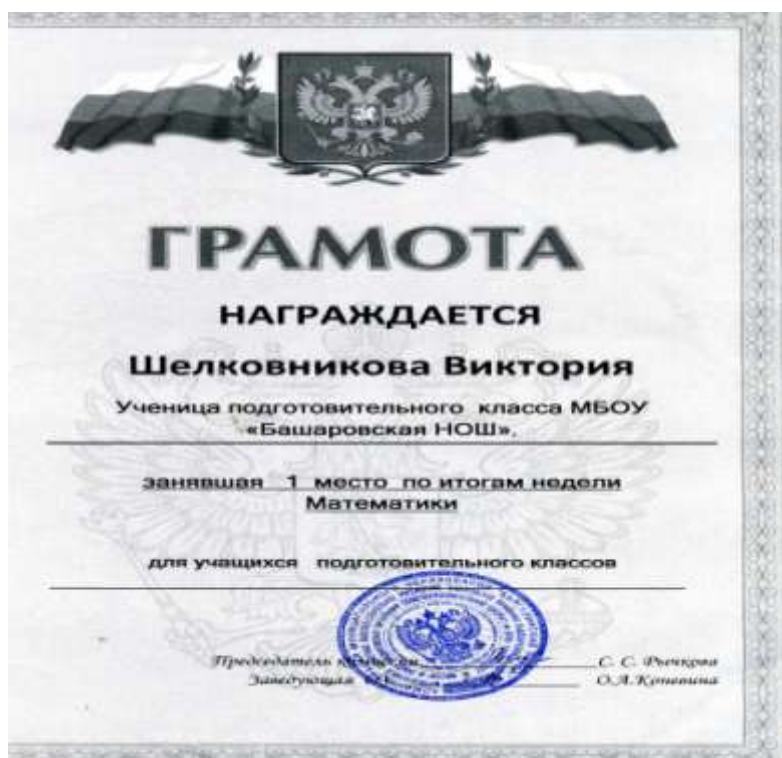 ГРАМОТА
НАГРАЖДАЕТСЯ
Шелковникова Виктория
Ученица подготовительного класса МБОУ
«Башаровская НОШ»,
занявшая 1 место по итогам недели
Математики
для учащихся подготовительного классов
Председатель С. С. Рычкова
Заведующая О.А.Коневина